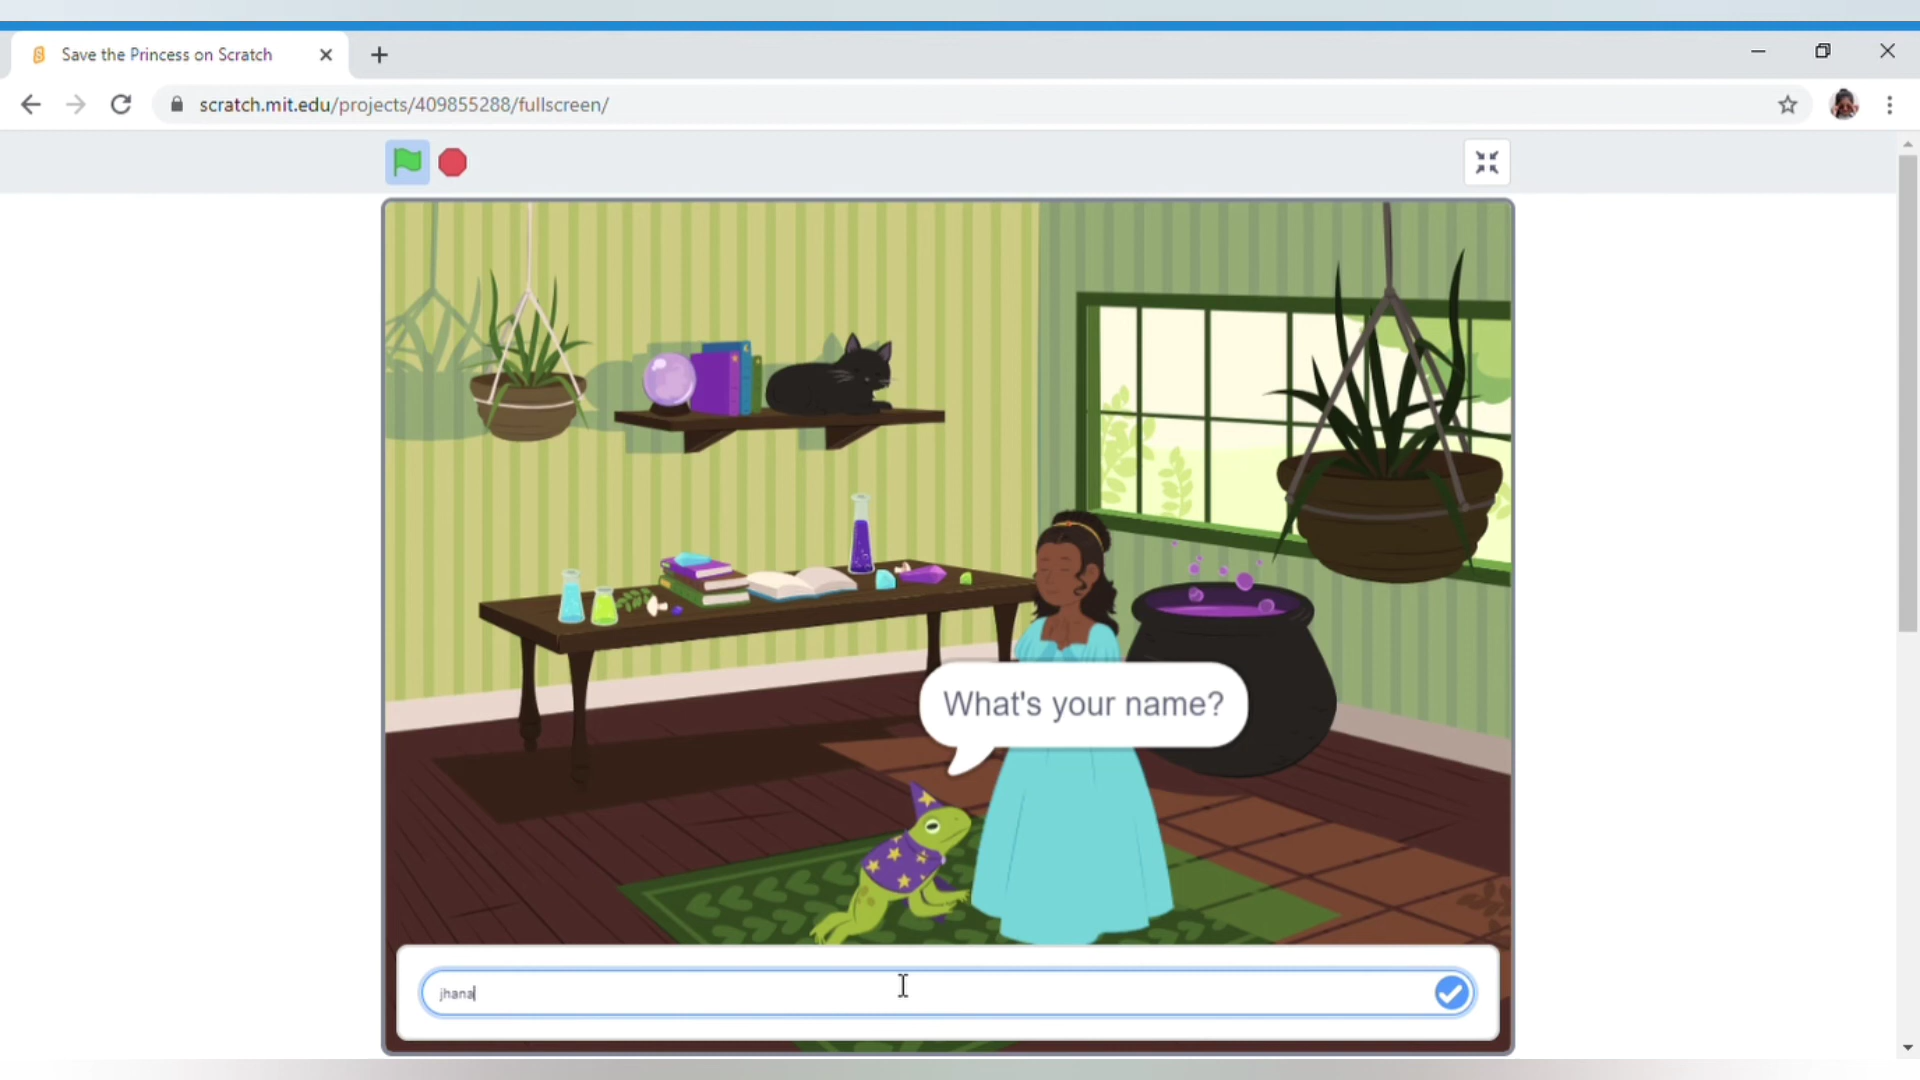 Save the Princess on Scratch
scratch.mit.edu/projects/409855288/fullscreen/
What's your name?
jhana